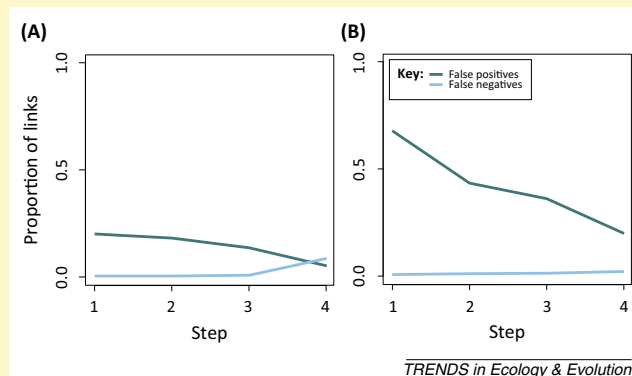 (A)
Proportion of links
1.0
0.5
0.0
1 2 3 4
Step
(B)
Key: False positives
False negatives
1.0
0.5
0.0
1 2 3 4
Step
TRENDS in Ecology & Evolution